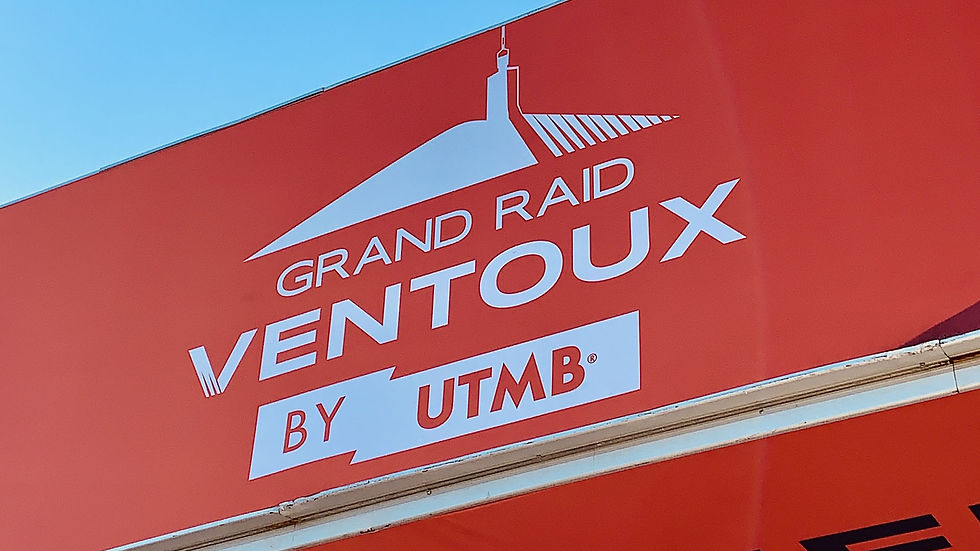 GRAND RAID
VENTOUX
BY UTMB®